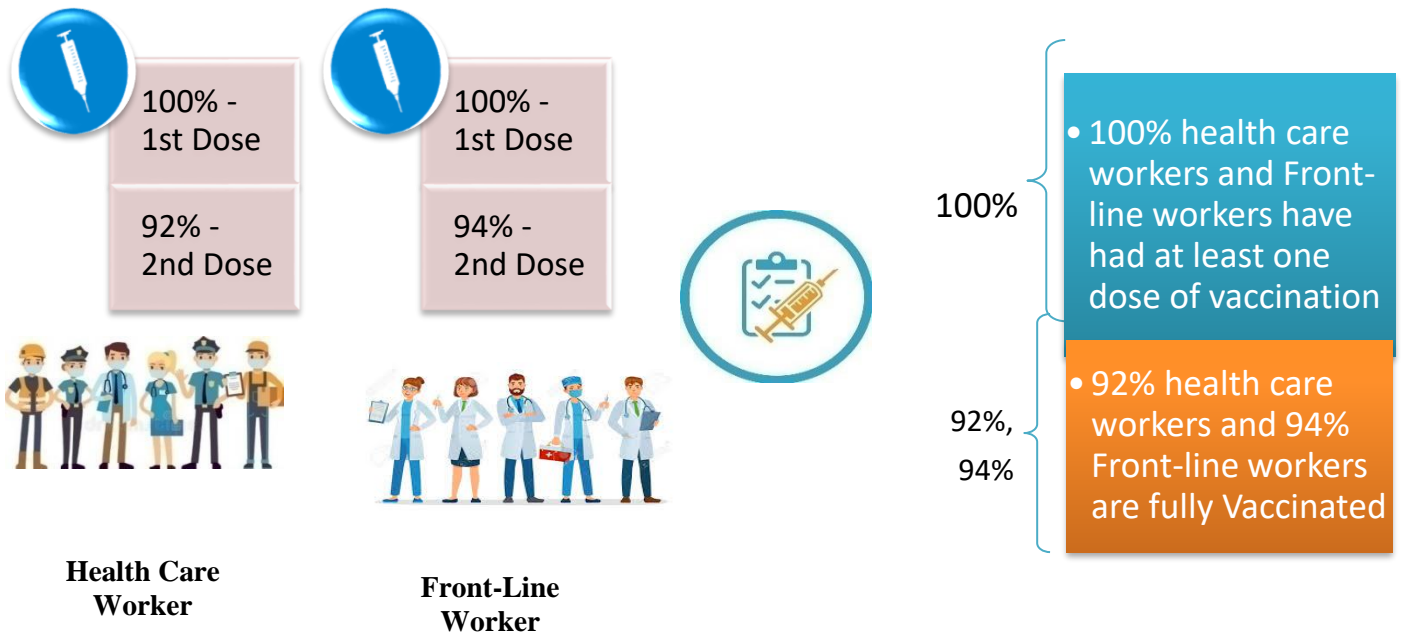 100% -
1st Dose
92% -
2nd Dose
Health Care
Worker
100% -
1st Dose
94% -
2nd Dose
Front-Line
Worker
100%
• 100% health care
workers and Front-
line workers have
had at least one
dose of vaccination
92%,
94%
• 92% health care
workers and 94%
Front-line workers
are fully Vaccinated